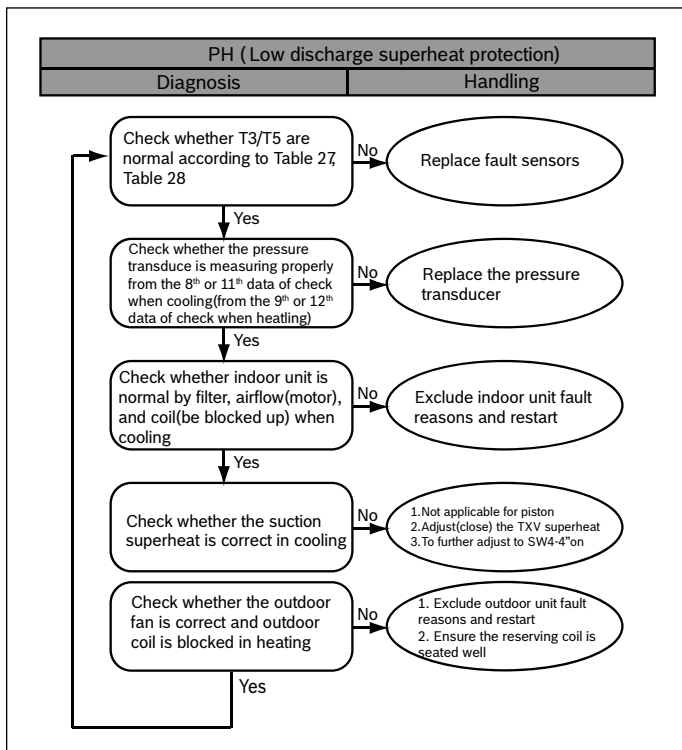 PH ( Low discharge superheat protection)
Diagnosis
Handling
Check whether T3/T5 are
normal according to Table 27,
Table 28
No
Replace fault sensors
Yes
Check whether the pressure
transduce is measuring properly
from the 8th or 11th data of check
when cooling(from the 9th or 12th
data of check when heatling)
No
Replace the pressure
transducer
Yes
Check whether indoor unit is
normal by filter, airflow(motor),
and coil(be blocked up) when
cooling
No
Exclude indoor unit fault
reasons and restart
Yes
Check whether the suction
superheat is correct in cooling
No
1.Not applicable for piston
2.Adjust(close) the TXV superheat
3.To further adjust to SW4-4”on
Check whether the outdoor
fan is correct and outdoor
coil is blocked in heating
No
1. Exclude outdoor unit fault
reasons and restart
2. Ensure the reserving coil is
seated well
Yes